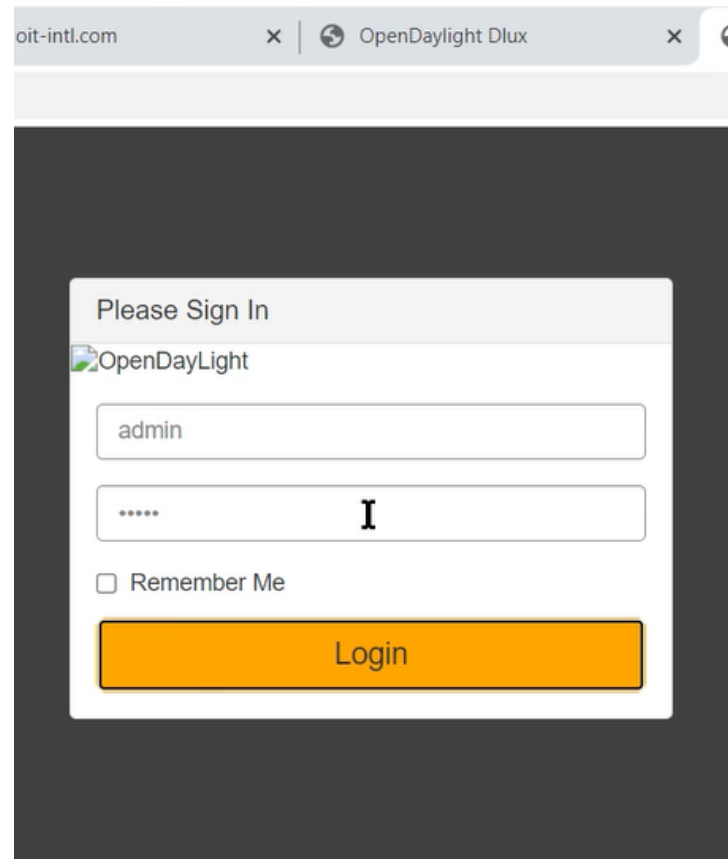 oit-intl.com
OpenDaylight Dlux
Please Sign In
OpenDayLight
admin
•••••
Remember Me
Login